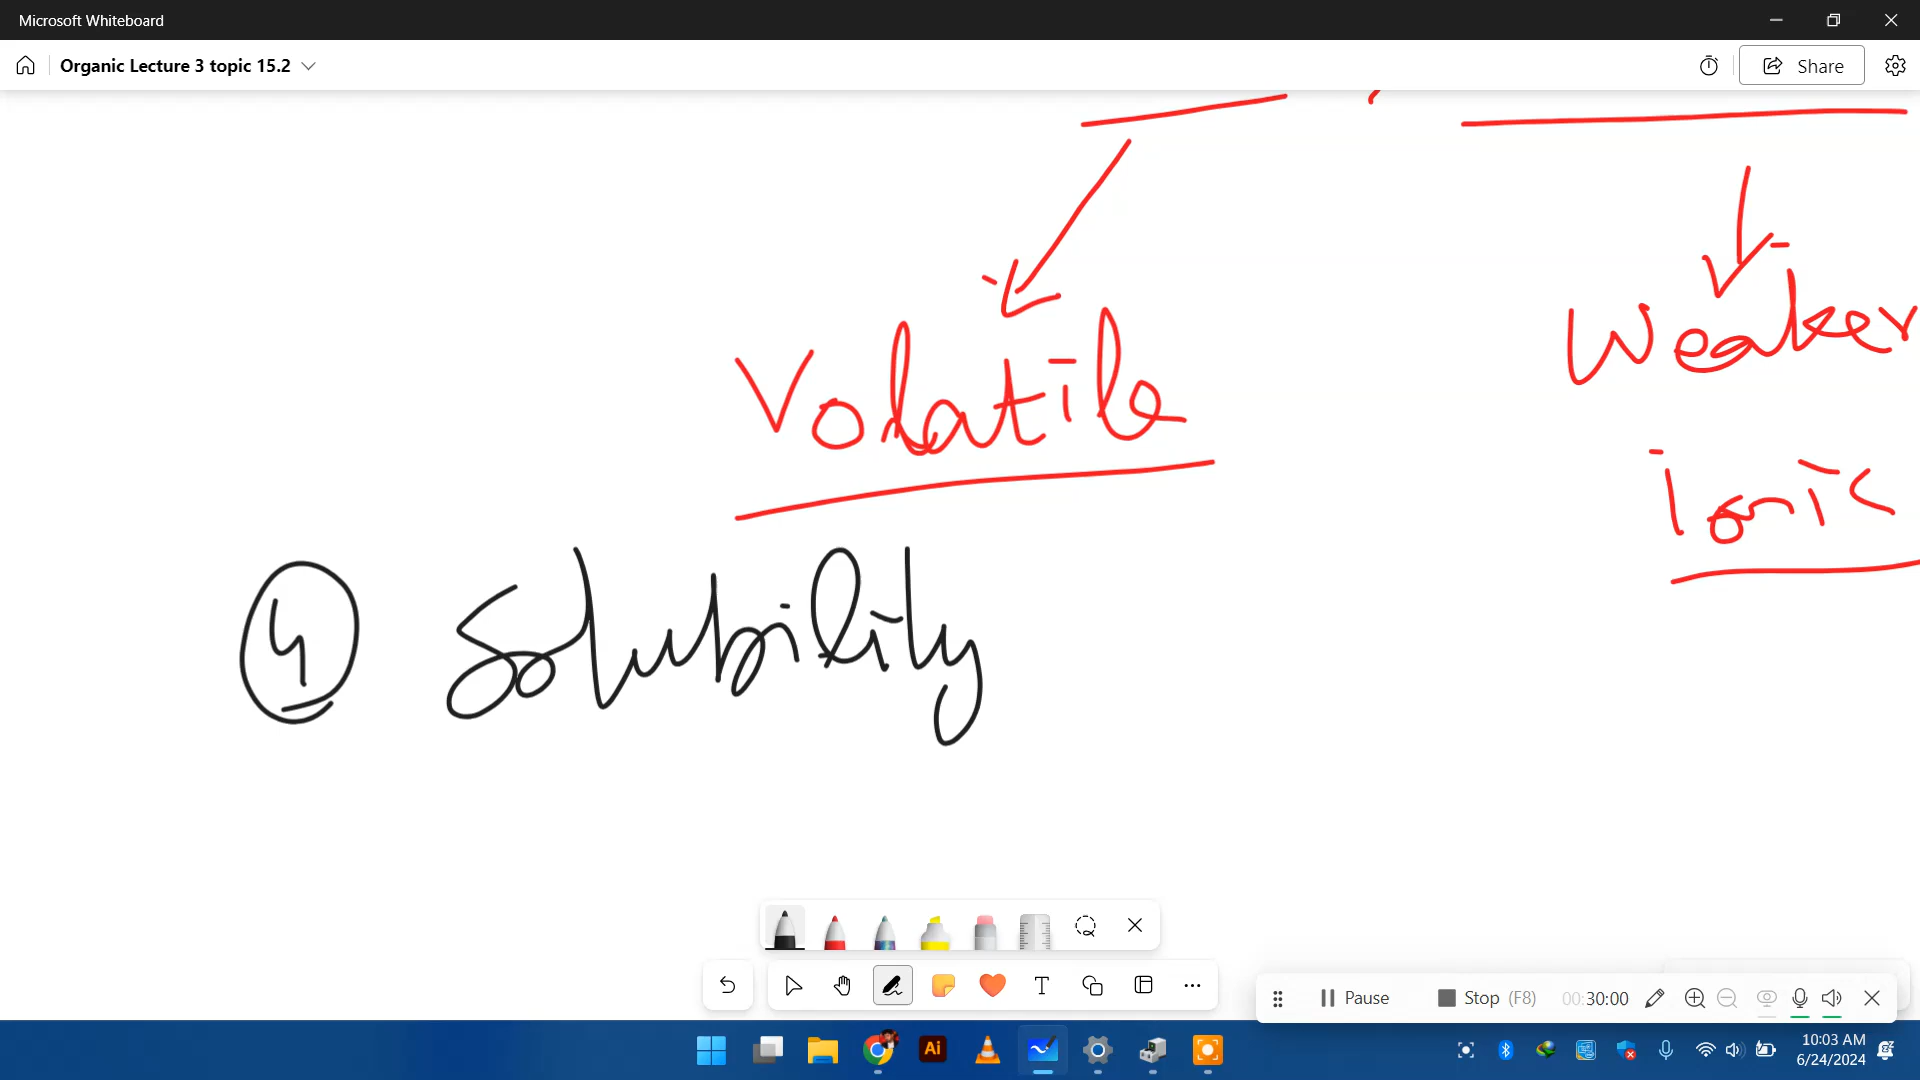 Microsoft Whiteboard
Organic Lecture 3 topic 15.2
Share
Volatile
Weaker
ionic
4 Solubility
Pause
Stop (F8)
00:30:00
Ai
10:03 AM
6/24/2024